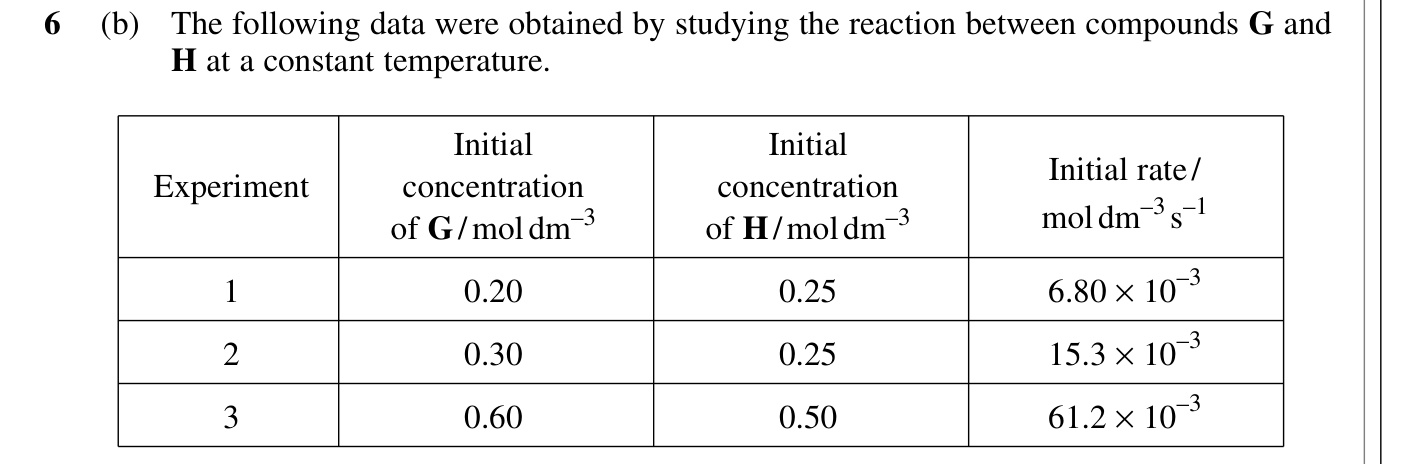 6 (b) The following data were obtained by studying the reaction between compounds G and
H at a constant temperature.
Experiment
Initial
concentration
of G/mol dm⁻³
Initial
concentration
of H/mol dm⁻³
Initial rate/
mol dm⁻³ s⁻¹
1 0.20 0.25 6.80 × 10⁻³
2 0.30 0.25 15.3 × 10⁻³
3 0.60 0.50 61.2 × 10⁻³